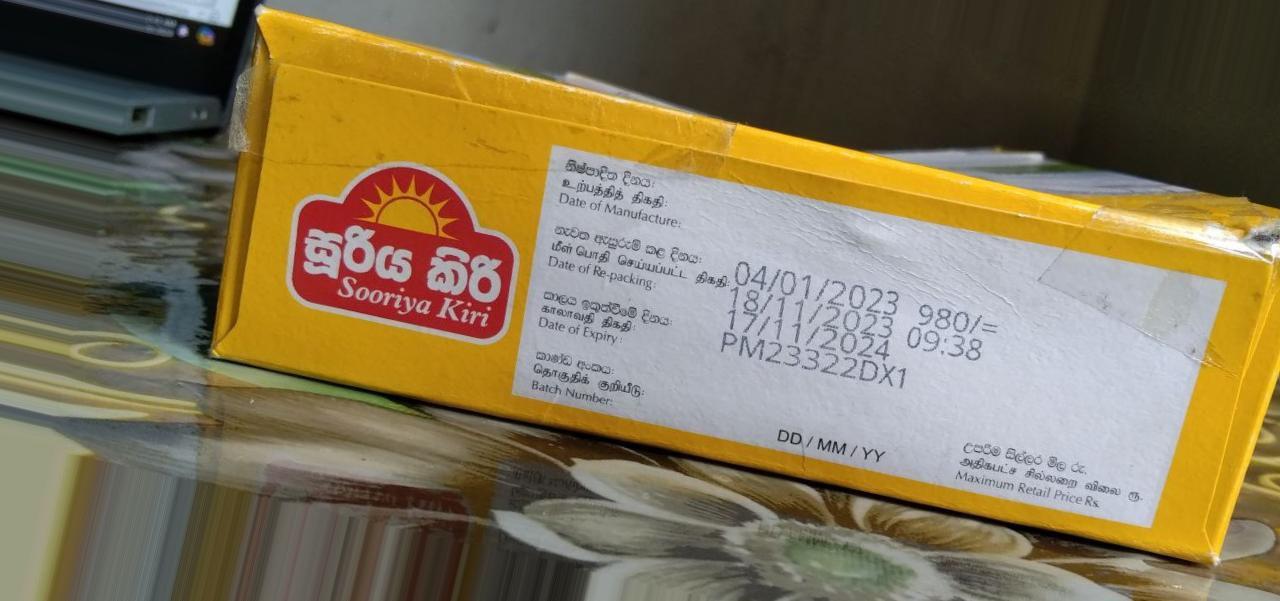 සූරිය කිරි
Sooriya Kiri
නිෂ්පාදිත දිනය:
உற்பத்தித் திகதி:
Date of Manufacture:
නැවත ඇසුරුම් කළ දිනය:
மீள் பொதி செய்யப்பட்ட திகதி:
Date of Re-packing:
කාලය ඉකුත්වීමේ දිනය:
காலாவதி திகதி:
Date of Expiry:
කාණ්ඩ අංකය:
தொகுதிக் குறியீடு:
Batch Number:
04/01/2023 980/=
18/11/2023 09:38
17/11/2024
PM23322DX1
DD / MM / YY
උපරිම සිල්ලර මිල රු.
அதிகபட்ச சில்லறை விலை ரூ.
Maximum Retail Price Rs.